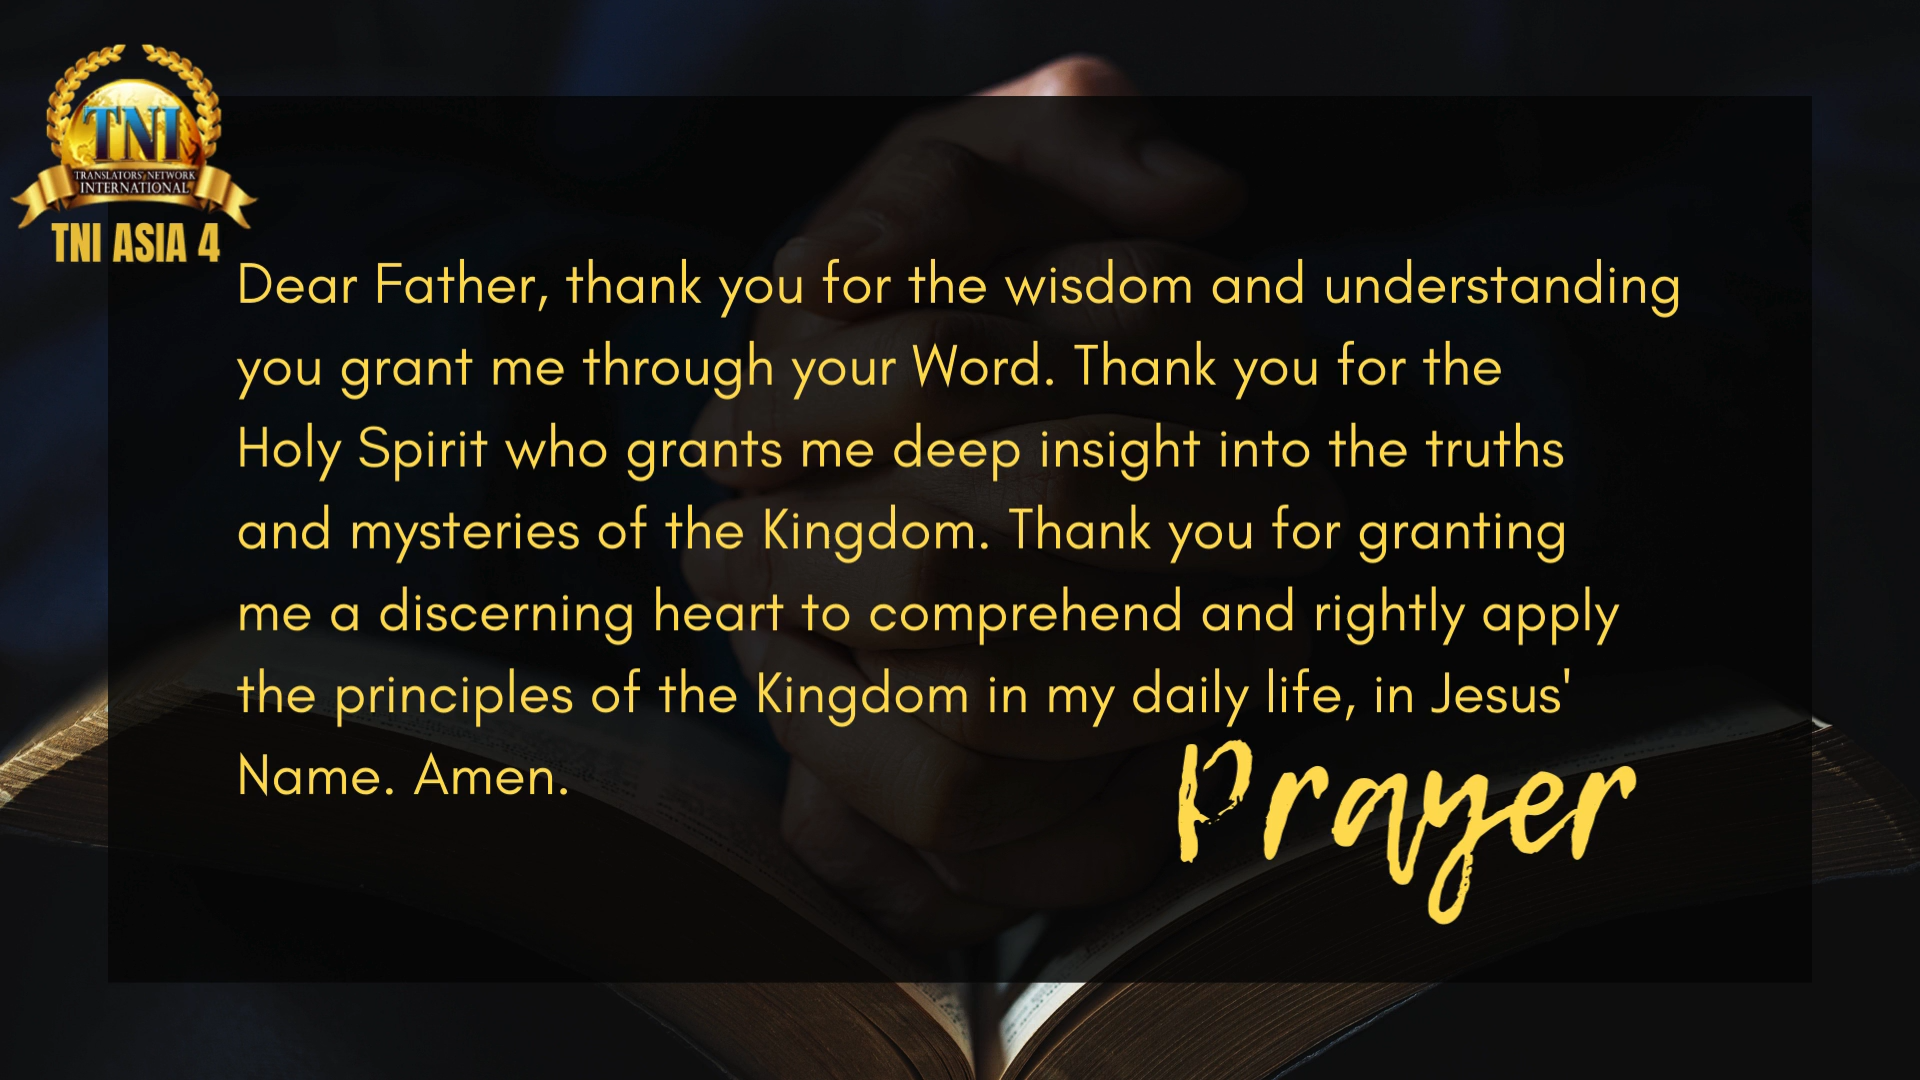 TNI
TRANSLATORS' NETWORK
INTERNATIONAL
TNI ASIA 4
Dear Father, thank you for the wisdom and understanding
you grant me through your Word. Thank you for the
Holy Spirit who grants me deep insight into the truths
and mysteries of the Kingdom. Thank you for granting
me a discerning heart to comprehend and rightly apply
the principles of the Kingdom in my daily life, in Jesus'
Name. Amen.
Prayer